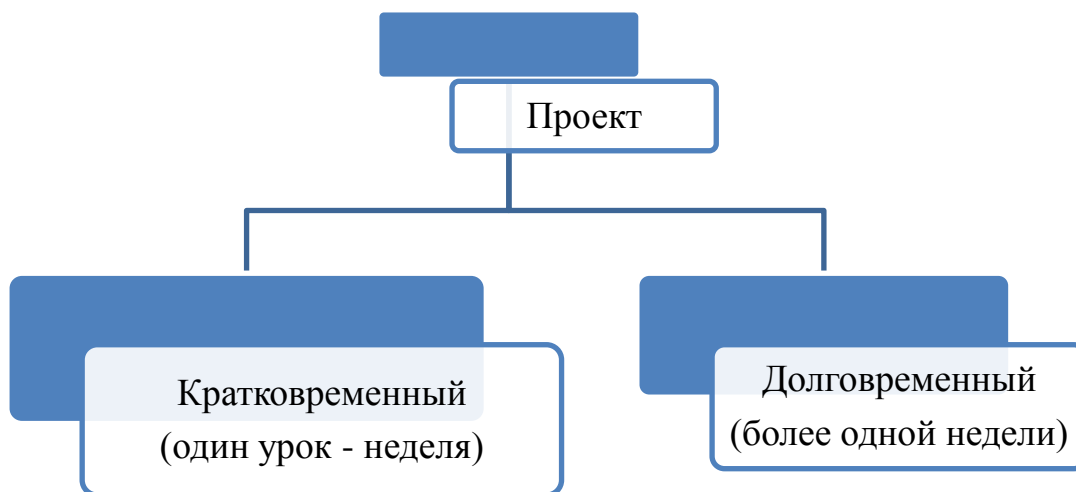 Проект
Кратковременный
(один урок - неделя)
Долговременный
(более одной недели)